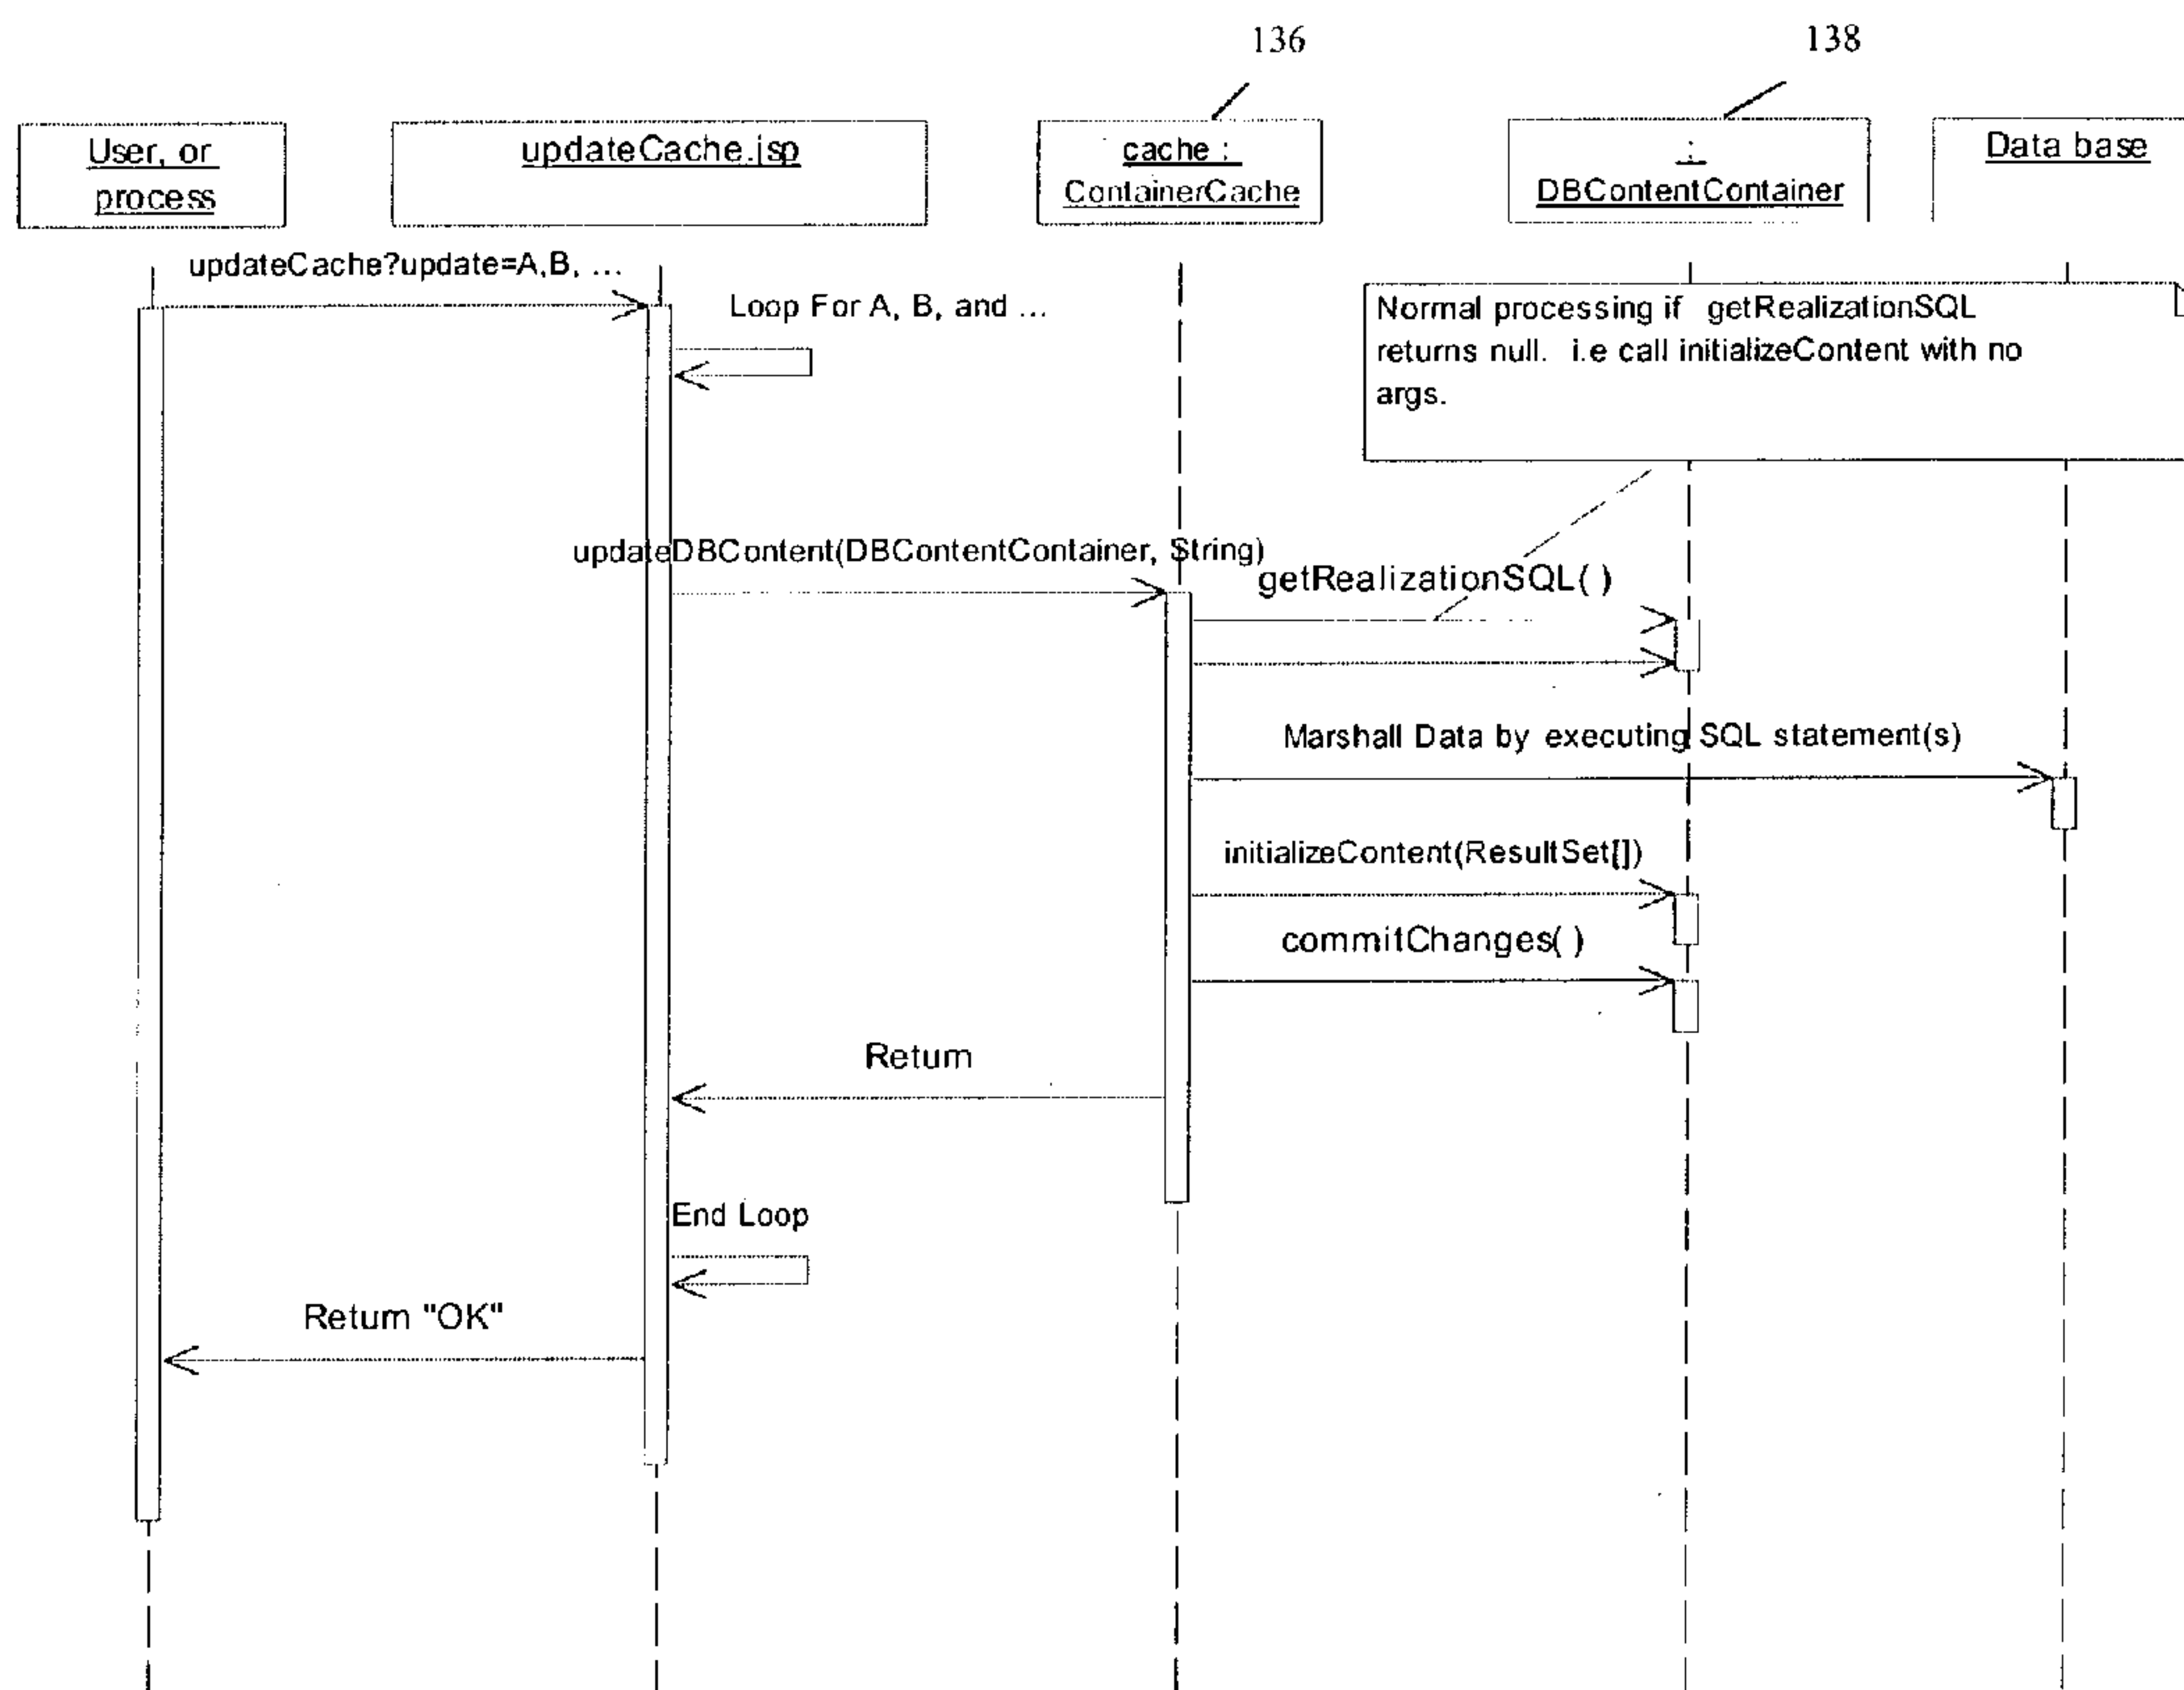 136
138
User, or
process
updateCache.jsp
cache :
ContainerCache
:
DBContentContainer
Data base
updateCache?update=A,B, ...
Loop For A, B, and ...
Normal processing if getRealizationSQL
returns null. i.e call initializeContent with no
args.
updateDBContent(DBContentContainer, String)
getRealizationSQL( )
Marshall Data by executing SQL statement(s)
initializeContent(ResultSet[])
commitChanges( )
Return
End Loop
Return "OK"